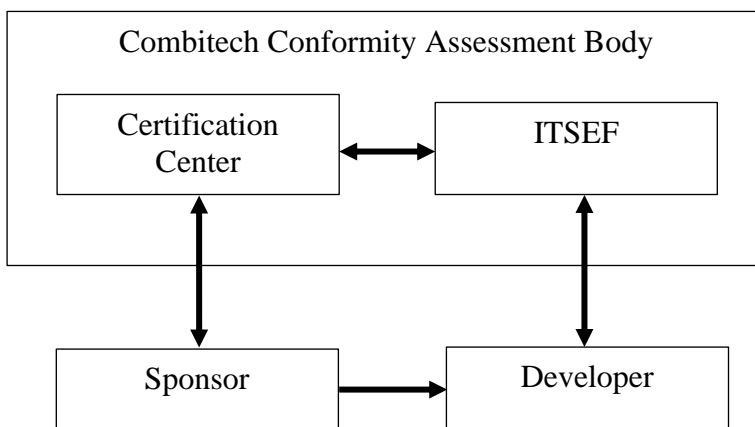 Combitech Conformity Assessment Body
Certification
Center
ITSEF
Sponsor
Developer